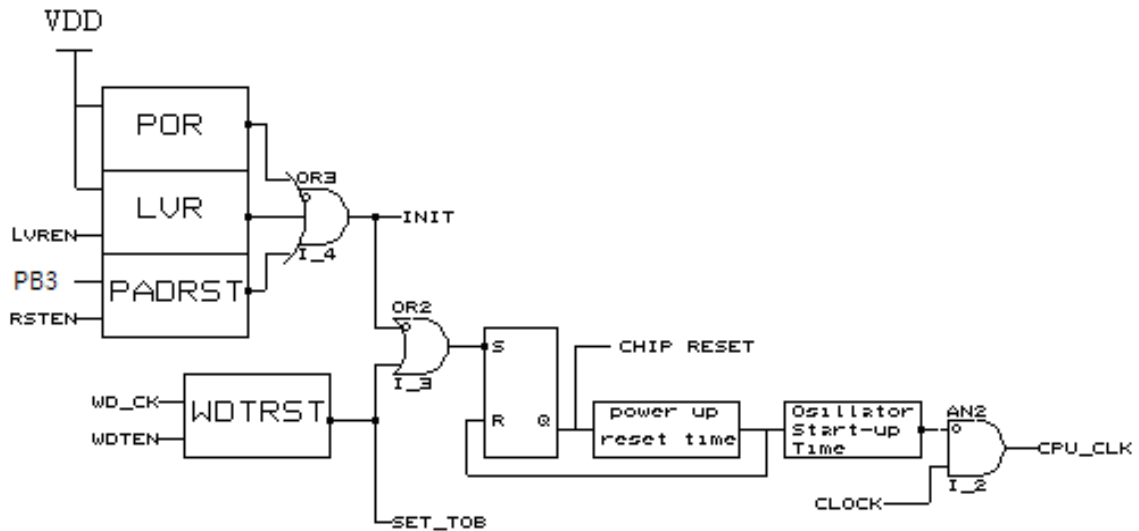 VDD
POR
LVR
LVREN
PB3
PADRST
RSTEN
OR3
I_4
INIT
OR2
I_3
WD_CK
WDTRST
WDTEN
SET_TOB
S
R Q
CHIP RESET
power up
reset time
Osillator
Start-up
Time
AN2
I_2
CPU_CLK
CLOCK